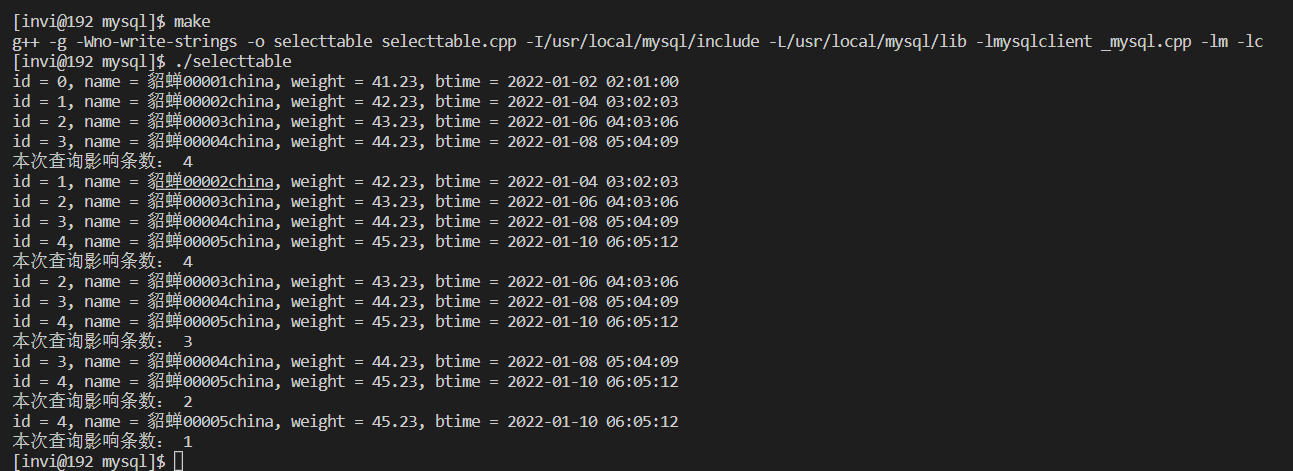 [invi@192 mysql]$ make
g++ -g -Wno-write-strings -o selecttable selecttable.cpp -I/usr/local/mysql/include -L/usr/local/mysql/lib -lmysqlclient _mysql.cpp -lm -lc
[invi@192 mysql]$ ./selecttable
id = 0, name = 貂蝉00001china, weight = 41.23, btime = 2022-01-02 02:01:00
id = 1, name = 貂蝉00002china, weight = 42.23, btime = 2022-01-04 03:02:03
id = 2, name = 貂蝉00003china, weight = 43.23, btime = 2022-01-06 04:03:06
id = 3, name = 貂蝉00004china, weight = 44.23, btime = 2022-01-08 05:04:09
本次查询影响条数： 4
id = 1, name = 貂蝉00002china, weight = 42.23, btime = 2022-01-04 03:02:03
id = 2, name = 貂蝉00003china, weight = 43.23, btime = 2022-01-06 04:03:06
id = 3, name = 貂蝉00004china, weight = 44.23, btime = 2022-01-08 05:04:09
id = 4, name = 貂蝉00005china, weight = 45.23, btime = 2022-01-10 06:05:12
本次查询影响条数： 4
id = 2, name = 貂蝉00003china, weight = 43.23, btime = 2022-01-06 04:03:06
id = 3, name = 貂蝉00004china, weight = 44.23, btime = 2022-01-08 05:04:09
id = 4, name = 貂蝉00005china, weight = 45.23, btime = 2022-01-10 06:05:12
本次查询影响条数： 3
id = 3, name = 貂蝉00004china, weight = 44.23, btime = 2022-01-08 05:04:09
id = 4, name = 貂蝉00005china, weight = 45.23, btime = 2022-01-10 06:05:12
本次查询影响条数： 2
id = 4, name = 貂蝉00005china, weight = 45.23, btime = 2022-01-10 06:05:12
本次查询影响条数： 1
[invi@192 mysql]$